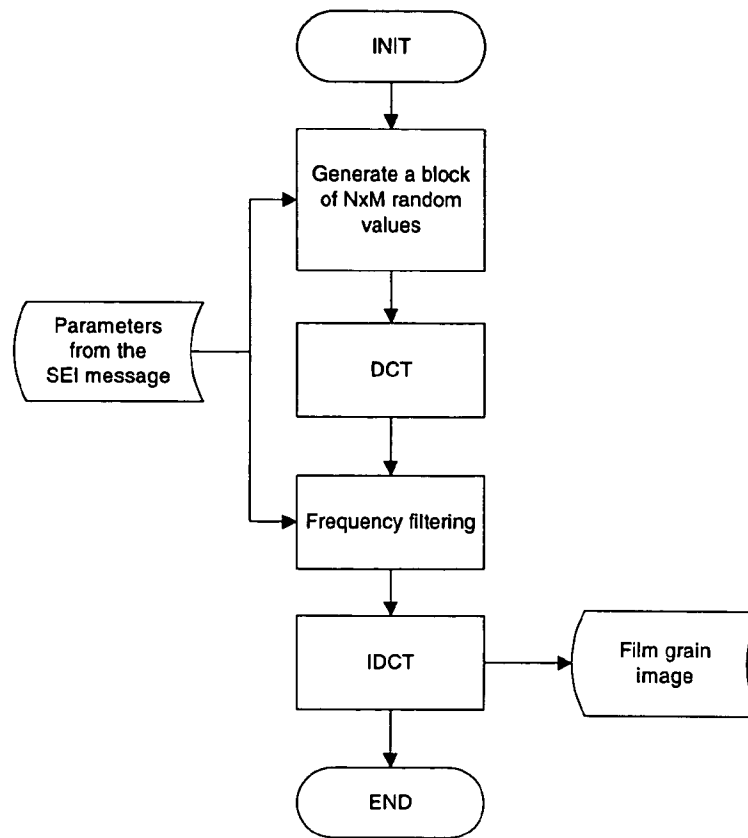 INIT
Generate a block
of NxM random
values
Parameters
from the
SEI message
DCT
Frequency filtering
IDCT
Film grain
image
END